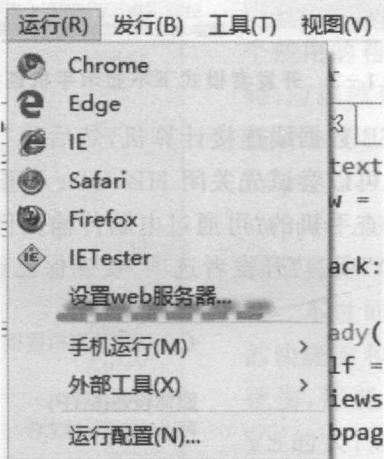 运行(R) 发行(B) 工具(T) 视图(V)
Chrome
Edge
IE
Safari
Firefox
IETester
设置web服务器...
手机运行(M)
外部工具(X)
运行配置(N)...
text
w =
ack:
ady(
lf =
iews
opag